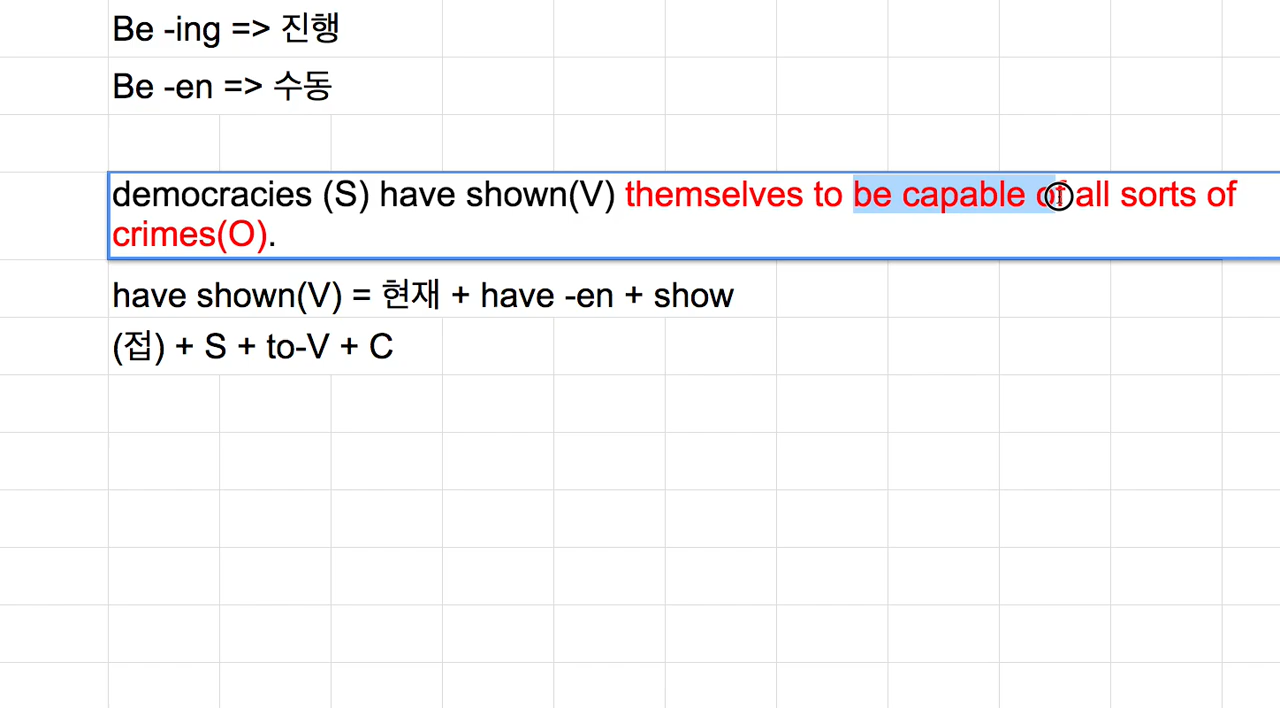 Be -ing => 진행
Be -en => 수동
democracies (S) have shown(V) themselves to be capable of all sorts of
crimes(O).
have shown(V) = 현재 + have -en + show
(접) + S + to-V + C